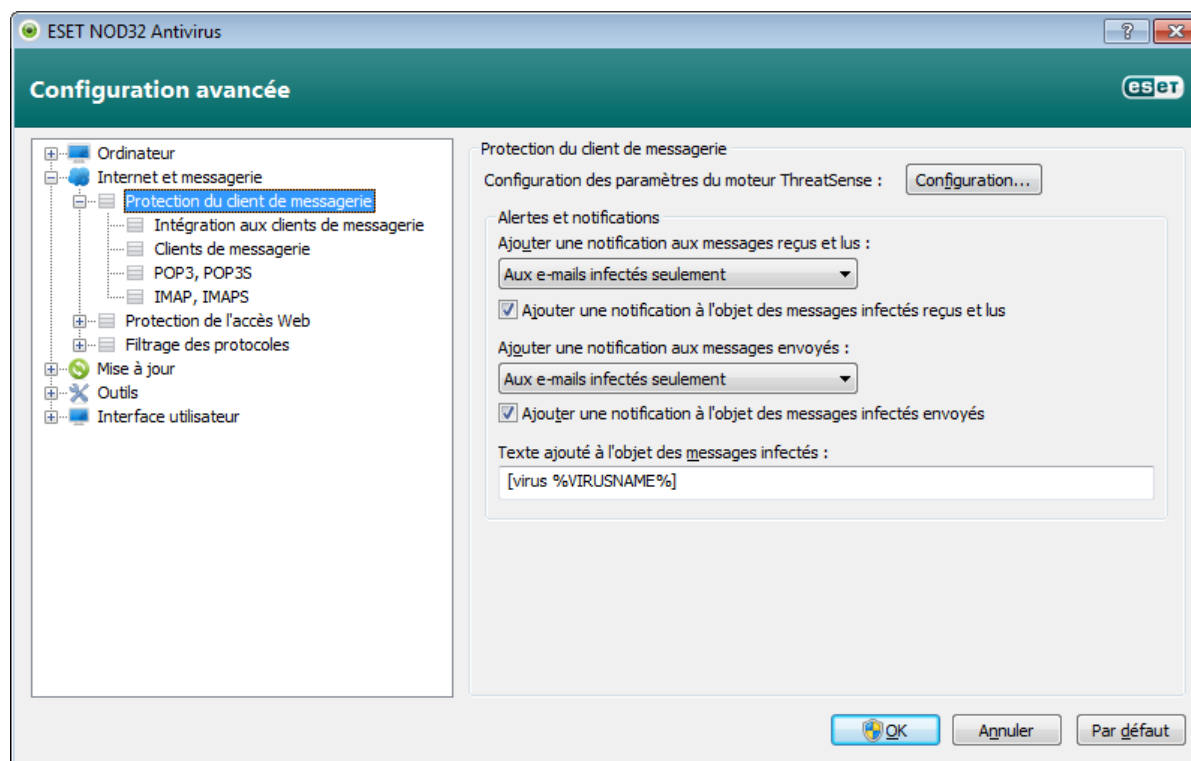 ESET NOD32 Antivirus
?
Configuration avancée
eseT
Ordinateur
Internet et messagerie
Protection du client de messagerie
Intégration aux clients de messagerie
Clients de messagerie
POP3, POP3S
IMAP, IMAPS
Protection de l'accès Web
Filtrage des protocoles
Mise à jour
Outils
Interface utilisateur
Protection du client de messagerie
Configuration des paramètres du moteur ThreatSense :
Configuration...
Alertes et notifications
Ajouter une notification aux messages reçus et lus :
Aux e-mails infectés seulement
Ajouter une notification à l'objet des messages infectés reçus et lus
Ajouter une notification aux messages envoyés :
Aux e-mails infectés seulement
Ajouter une notification à l'objet des messages infectés envoyés
Texte ajouté à l'objet des messages infectés :
[virus %VIRUSNAME%]
OK
Annuler
Par défaut